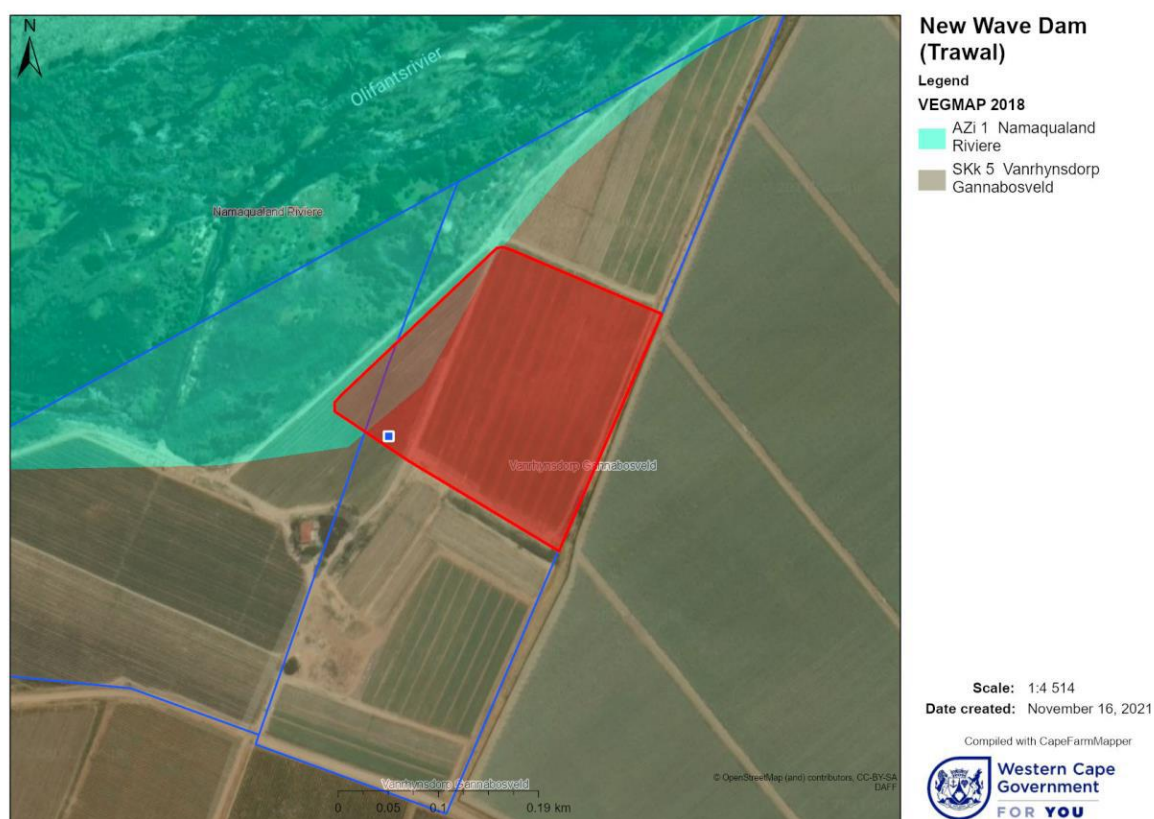 N
Olifantsrivier
Namaqualand Riviere
Vanrhynsdorp Gannabosveld
Vanrhynsdorp Gannabosveld
0 0.05 0.1 0.19 km
© OpenStreetMap (and) contributors, CC-BY-SA
DAFF
New Wave Dam
(Trawal)
Legend
VEGMAP 2018
AZi 1 Namaqualand
Riviere
SKk 5 Vanrhynsdorp
Gannabosveld
Scale: 1:4 514
Date created: November 16, 2021
Compiled with CapeFarmMapper
Western Cape
Government
FOR YOU